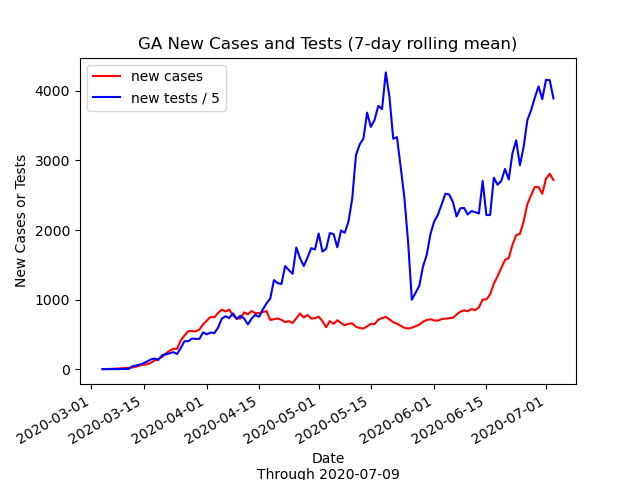 GA New Cases and Tests (7-day rolling mean)
new cases
new tests / 5
New Cases or Tests
4000
3000
2000
1000
0
2020-03-01
2020-03-15
2020-04-01
2020-04-15
2020-05-01
2020-05-15
2020-06-01
2020-06-15
2020-07-01
Date
Through 2020-07-09